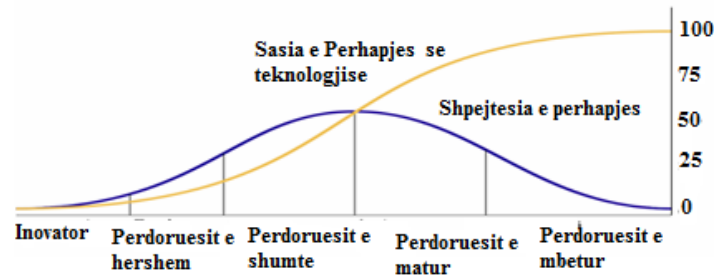 Sasia e Perhapjes se
teknologjise
Shpejtesia e perhapjes
100
75
50
25
0
Inovator
Perdoruesit e
hershem
Perdoruesit e
shumte
Perdoruesit e
matur
Perdoruesit e
mbetur